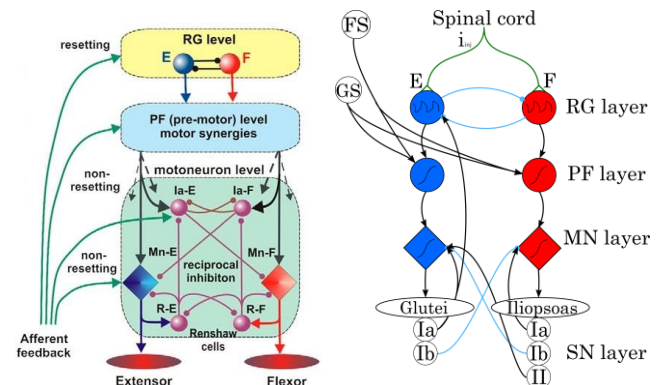 RG level
resetting
E
F
PF (pre-motor) level
motor synergies
non-
resetting
motoneuron level
Ia-E
Ia-F
non-
resetting
Mn-E
Mn-F
reciprocal
inhibiton
R-E
R-F
Renshaw
cells
Afferent
feedback
Extensor
Flexor
Spinal cord
i inj
FS
GS
E
F
RG layer
PF layer
MN layer
Glutei
Iliopsoas
Ia
Ia
Ib
Ib
SN layer
II